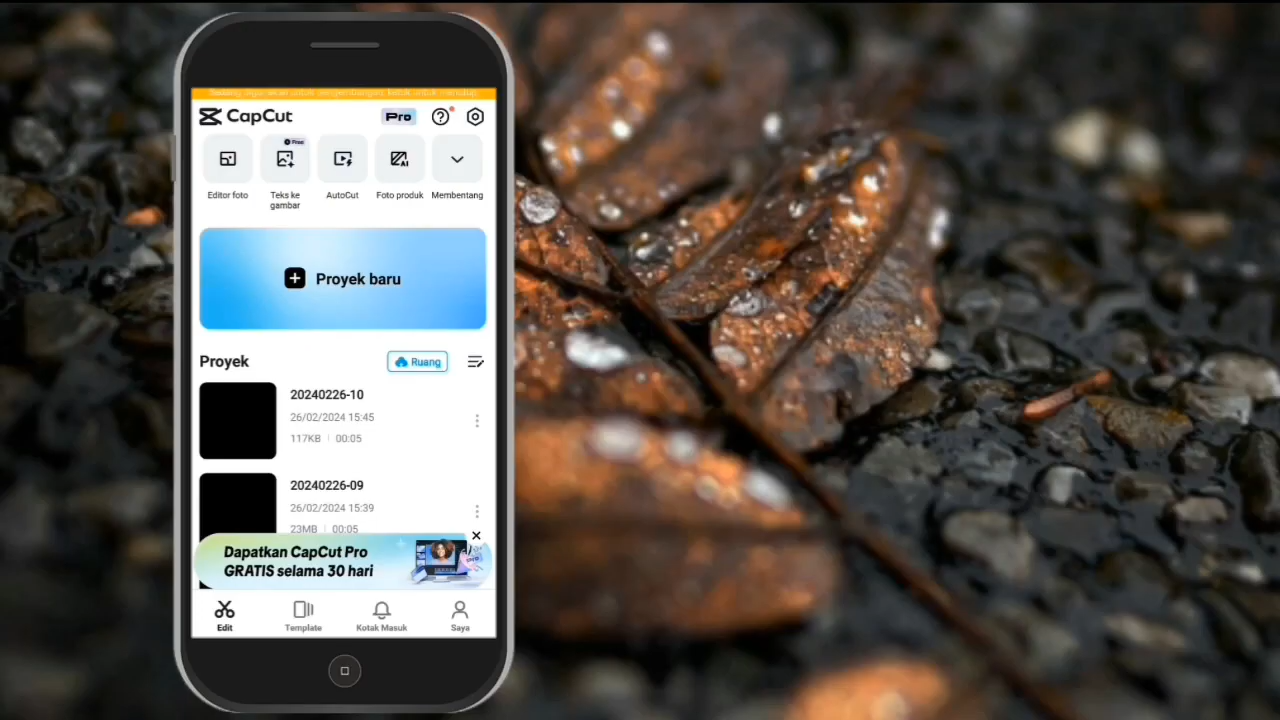 CapCut
Pro
Free
Editor foto
Teks ke
gambar
AutoCut
AI
Foto produk
Membentang
Proyek baru
Proyek
Ruang
20240226-10
26/02/2024 15:45
117KB | 00:05
20240226-09
26/02/2024 15:39
23MB | 00:05
Dapatkan CapCut Pro
GRATIS selama 30 hari
Edit
Template
Kotak Masuk
Saya